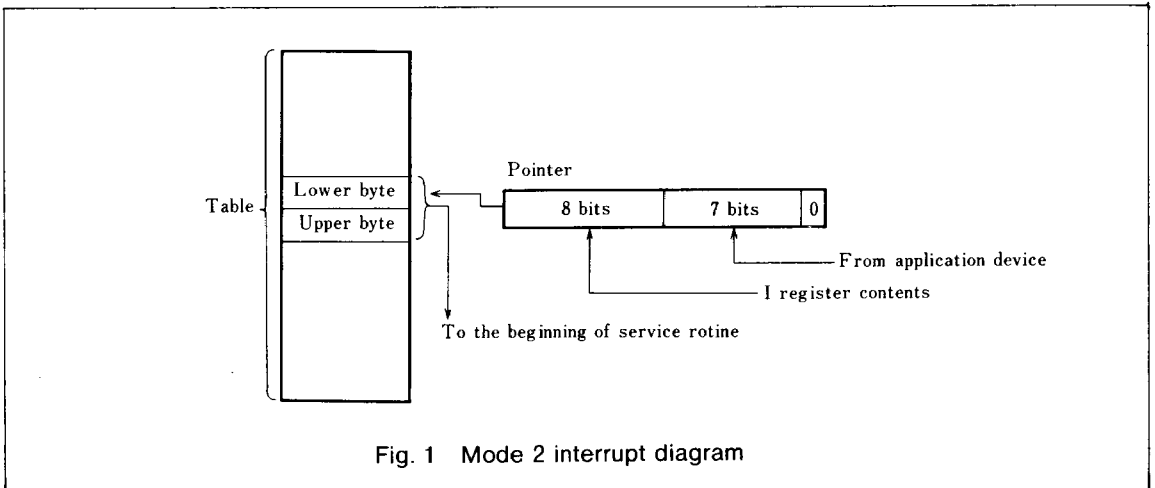 Pointer
Table
Lower byte
Upper byte
8 bits
7 bits
0
From application device
I register contents
To the beginning of service rotine
Fig. 1 Mode 2 interrupt diagram